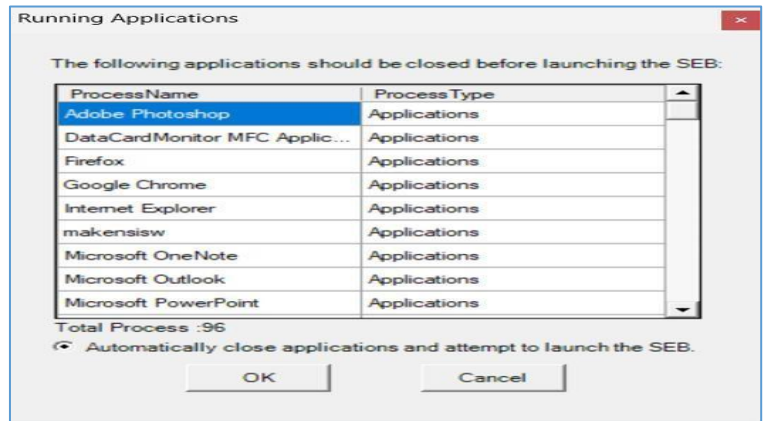 Running Applications
The following applications should be closed before launching the SEB:
ProcessName ProcessType
Adobe Photoshop Applications
DataCardMonitor MFC Applic... Applications
Firefox Applications
Google Chrome Applications
Internet Explorer Applications
makensisw Applications
Microsoft OneNote Applications
Microsoft Outlook Applications
Microsoft PowerPoint Applications
Total Process :96
Automatically close applications and attempt to launch the SEB.
OK Cancel